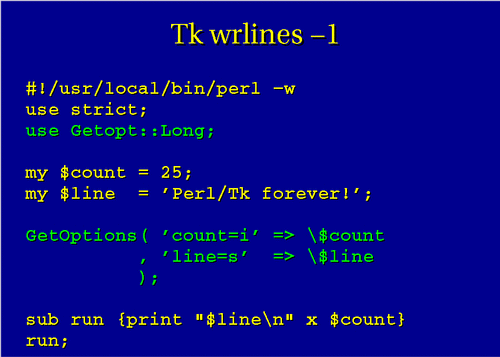 Tk wrlines –1
#!/usr/local/bin/perl –w
use strict;
use Getopt::Long;
my $count = 25;
my $line  = ’Perl/Tk forever!’;
GetOptions( ’count=i’ => \$count
          , ’line=s’  => \$line
          );
sub run {print "$line\n" x $count}
run;